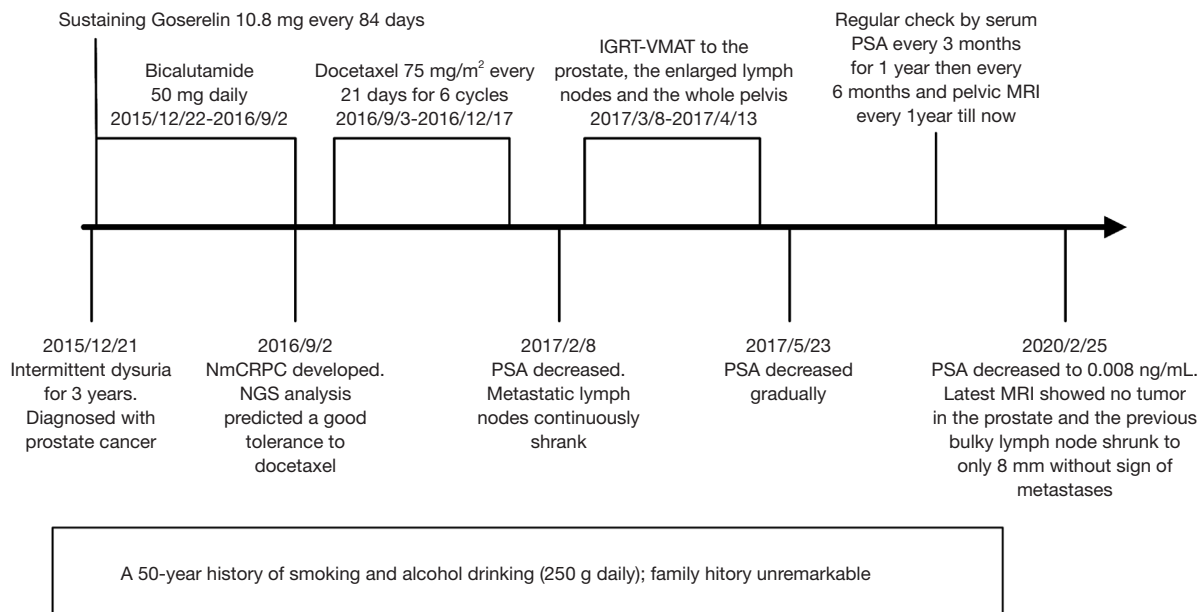 Sustaining Goserelin 10.8 mg every 84 days
Bicalutamide
50 mg daily
2015/12/22-2016/9/2
Docetaxel 75 mg/m² every
21 days for 6 cycles
2016/9/3-2016/12/17
IGRT-VMAT to the
prostate, the enlarged lymph
nodes and the whole pelvis
2017/3/8-2017/4/13
Regular check by serum
PSA every 3 months
for 1 year then every
6 months and pelvic MRI
every 1year till now
2015/12/21
Intermittent dysuria
for 3 years.
Diagnosed with
prostate cancer
2016/9/2
NmCRPC developed.
NGS analysis
predicted a good
tolerance to
docetaxel
2017/2/8
PSA decreased.
Metastatic lymph
nodes continuously
shrank
2017/5/23
PSA decreased
gradually
2020/2/25
PSA decreased to 0.008 ng/mL.
Latest MRI showed no tumor
in the prostate and the previous
bulky lymph node shrunk to
only 8 mm without sign of
metastases
A 50-year history of smoking and alcohol drinking (250 g daily); family hitory unremarkable